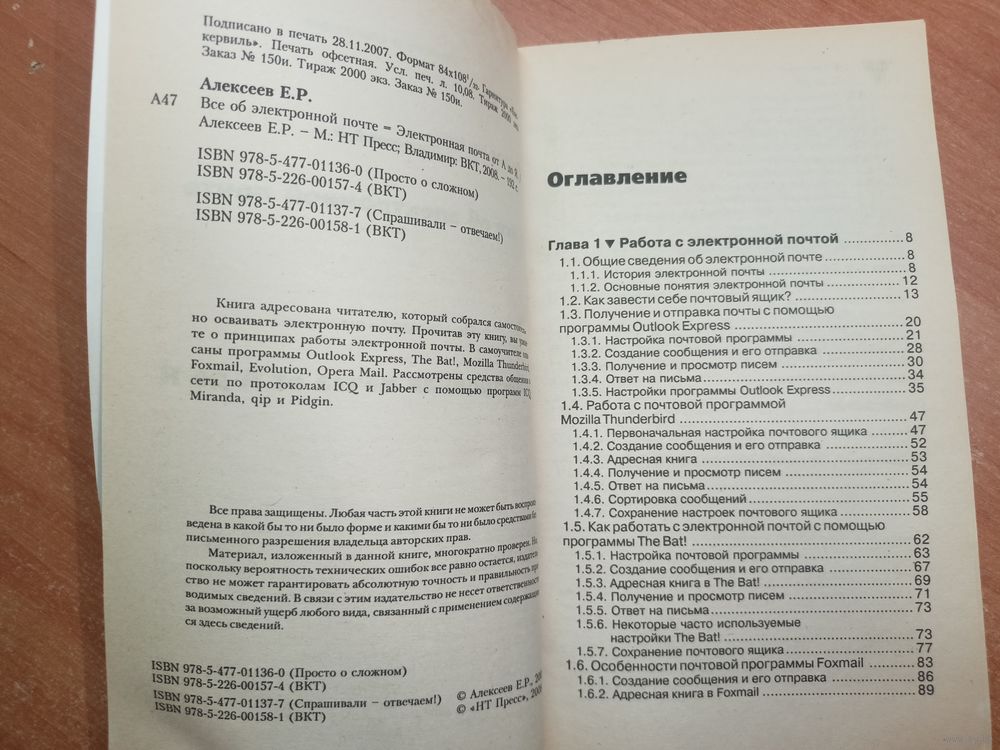 Подписано в печать 28.11.2007. Формат 84х108¹/₃₂. Гарнитура
кервиль». Печать офсетная. Усл. печ. л. 10,08. Тираж 2000 экз.
Заказ № 150и. Тираж 2000 экз. Заказ № 150и.
Алексеев Е.Р.
А47 Все об электронной почте = Электронная почта от А до Я /
Алексеев Е.Р. – М.: НТ Пресс; Владимир: ВКТ, 2008. – 192 с.
ISBN 978-5-477-01136-0 (Просто о сложном)
ISBN 978-5-226-00157-4 (ВКТ)
ISBN 978-5-477-01137-7 (Спрашивали – отвечаем!)
ISBN 978-5-226-00158-1 (ВКТ)
Книга адресована читателю, который собрался
но осваивать электронную почту. Прочитав эту книгу, вы
те о принципах работы электронной почты. В самоучителе
саны программы Outlook Express, The Bat!, Mozilla Thunderbird,
Foxmail, Evolution, Opera Mail. Рассмотрены средства общения
сети по протоколам ICQ и Jabber с помощью программ ICQ
Miranda, qip и Pidgin.
Все права защищены. Любая часть этой книги не может быть
ведена в какой бы то ни было форме и какими бы то ни было средствами
письменного разрешения владельца авторских прав.
Материал, изложенный в данной книге, многократно проверен. Но,
поскольку вероятность технических ошибок все равно остается,
ство не может гарантировать абсолютную точность и правильность
водимых сведений. В связи с этим издательство не несет ответственности
за возможный ущерб любого вида, связанный с применением
ся здесь сведений.
ISBN 978-5-477-01136-0 (Просто о сложном)
ISBN 978-5-226-00157-4 (ВКТ)
ISBN 978-5-477-01137-7 (Спрашивали – отвечаем!)
ISBN 978-5-226-00158-1 (ВКТ)
© Алексеев Е.Р.,
© «НТ Пресс»,
Оглавление
Глава 1 ▼ Работа с электронной почтой ............ 8
1.1. Общие сведения об электронной почте ............ 8
1.1.1. История электронной почты ............ 8
1.1.2. Основные понятия электронной почты ............ 12
1.2. Как завести себе почтовый ящик? ............ 13
1.3. Получение и отправка почты с помощью
программы Outlook Express ............ 20
1.3.1. Настройка почтовой программы ............ 21
1.3.2. Создание сообщения и его отправка ............ 28
1.3.3. Получение и просмотр писем ............ 30
1.3.4. Ответ на письма ............ 34
1.3.5. Настройки программы Outlook Express ............ 35
1.4. Работа с почтовой программой
Mozilla Thunderbird ............ 47
1.4.1. Первоначальная настройка почтового ящика ............ 47
1.4.2. Создание сообщения и его отправка ............ 52
1.4.3. Адресная книга ............ 53
1.4.4. Получение и просмотр писем ............ 54
1.4.5. Ответ на письма ............ 54
1.4.6. Сортировка сообщений ............ 55
1.4.7. Сохранение настроек почтового ящика ............ 58
1.5. Как работать с электронной почтой с помощью
программы The Bat! ............ 62
1.5.1. Настройка почтовой программы ............ 63
1.5.2. Создание сообщения и его отправка ............ 67
1.5.3. Адресная книга в The Bat! ............ 69
1.5.4. Получение и просмотр писем ............ 71
1.5.5. Ответ на письма ............ 73
1.5.6. Некоторые часто используемые
настройки The Bat! ............ 73
1.5.7. Сохранение почтового ящика ............ 77
1.6. Особенности почтовой программы Foxmail ............ 83
1.6.1. Создание сообщения и его отправка ............ 86
1.6.2. Адресная книга в Foxmail ............ 89